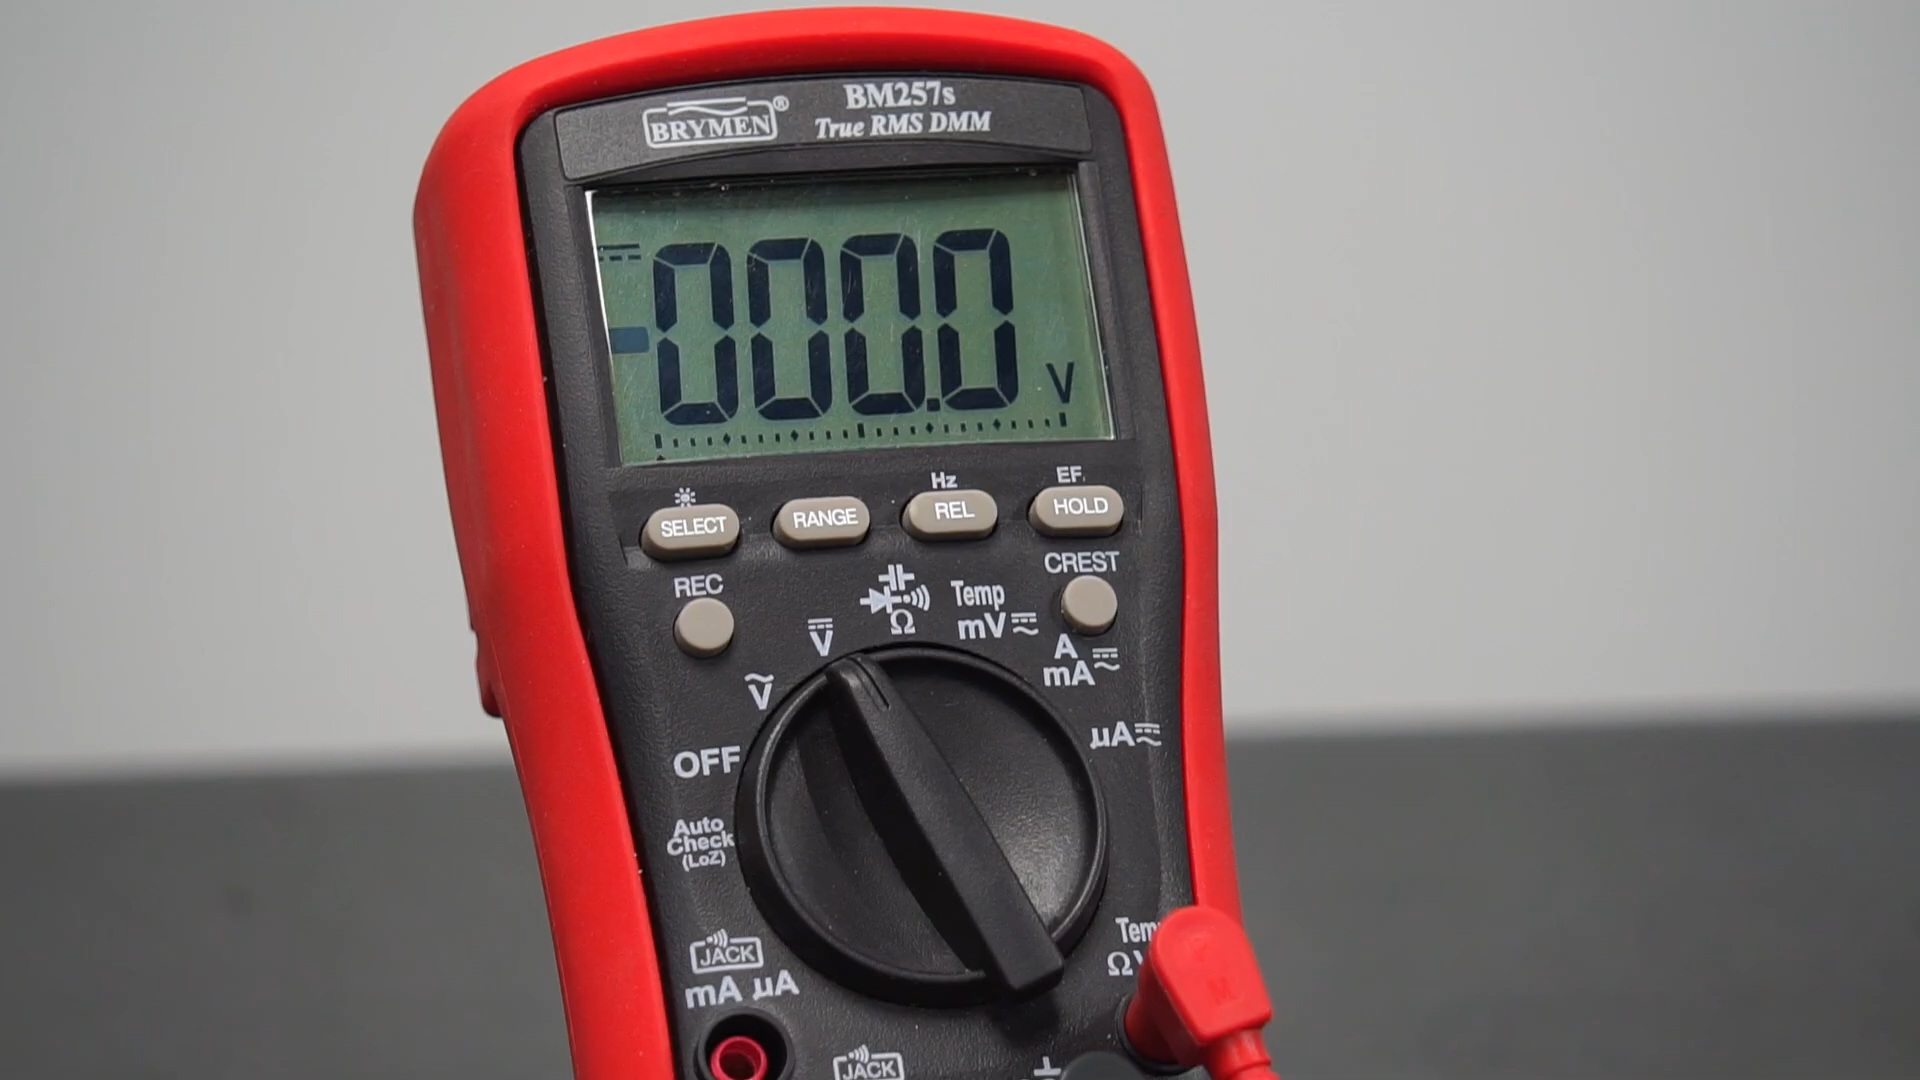 BRYMEN®
BM257s
True RMS DMM
-000.0 V
Hz
EF
SELECT
RANGE
REL
HOLD
REC
CREST
V
V
Ω
Temp
mV
A
mA
µA
OFF
Auto
Check
(LoZ)
JACK
mA µA
JACK
Ω